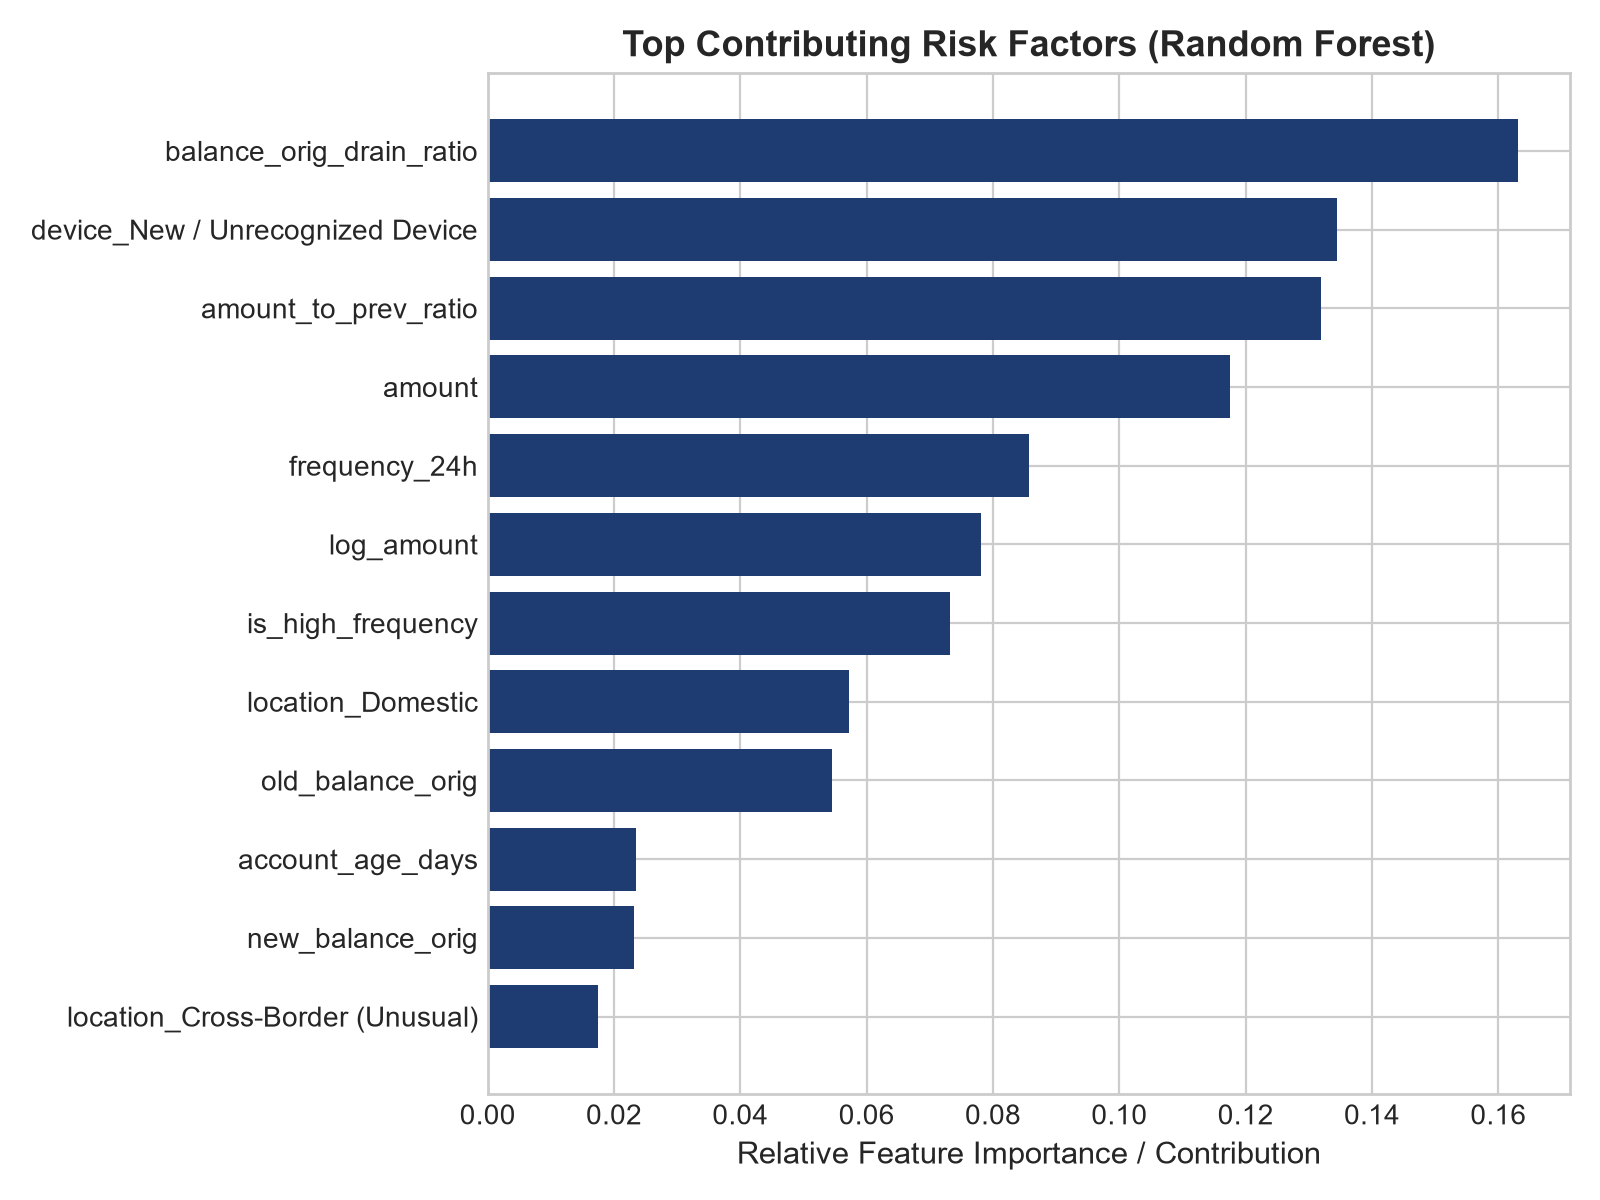 Top Contributing Risk Factors (Random Forest)
balance_orig_drain_ratio
device_New / Unrecognized Device
amount_to_prev_ratio
amount
frequency_24h
log_amount
is_high_frequency
location_Domestic
old_balance_orig
account_age_days
new_balance_orig
location_Cross-Border (Unusual)
0.00 0.02 0.04 0.06 0.08 0.10 0.12 0.14 0.16
Relative Feature Importance / Contribution